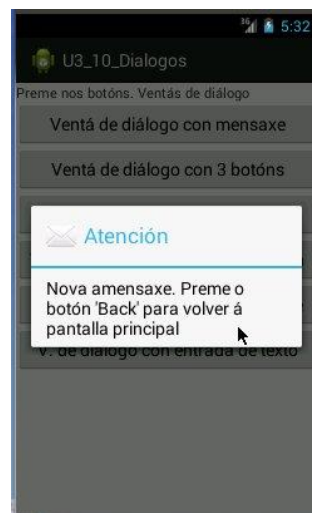 3G 5:32
U3_10_Dialogos
Preme nos botóns. Ventás de diálogo
Ventá de diálogo con mensaxe
Ventá de diálogo con 3 botóns
Atención
Nova amensaxe. Preme o
botón 'Back' para volver á
pantalla principal
V. de diálogo con entrada de texto